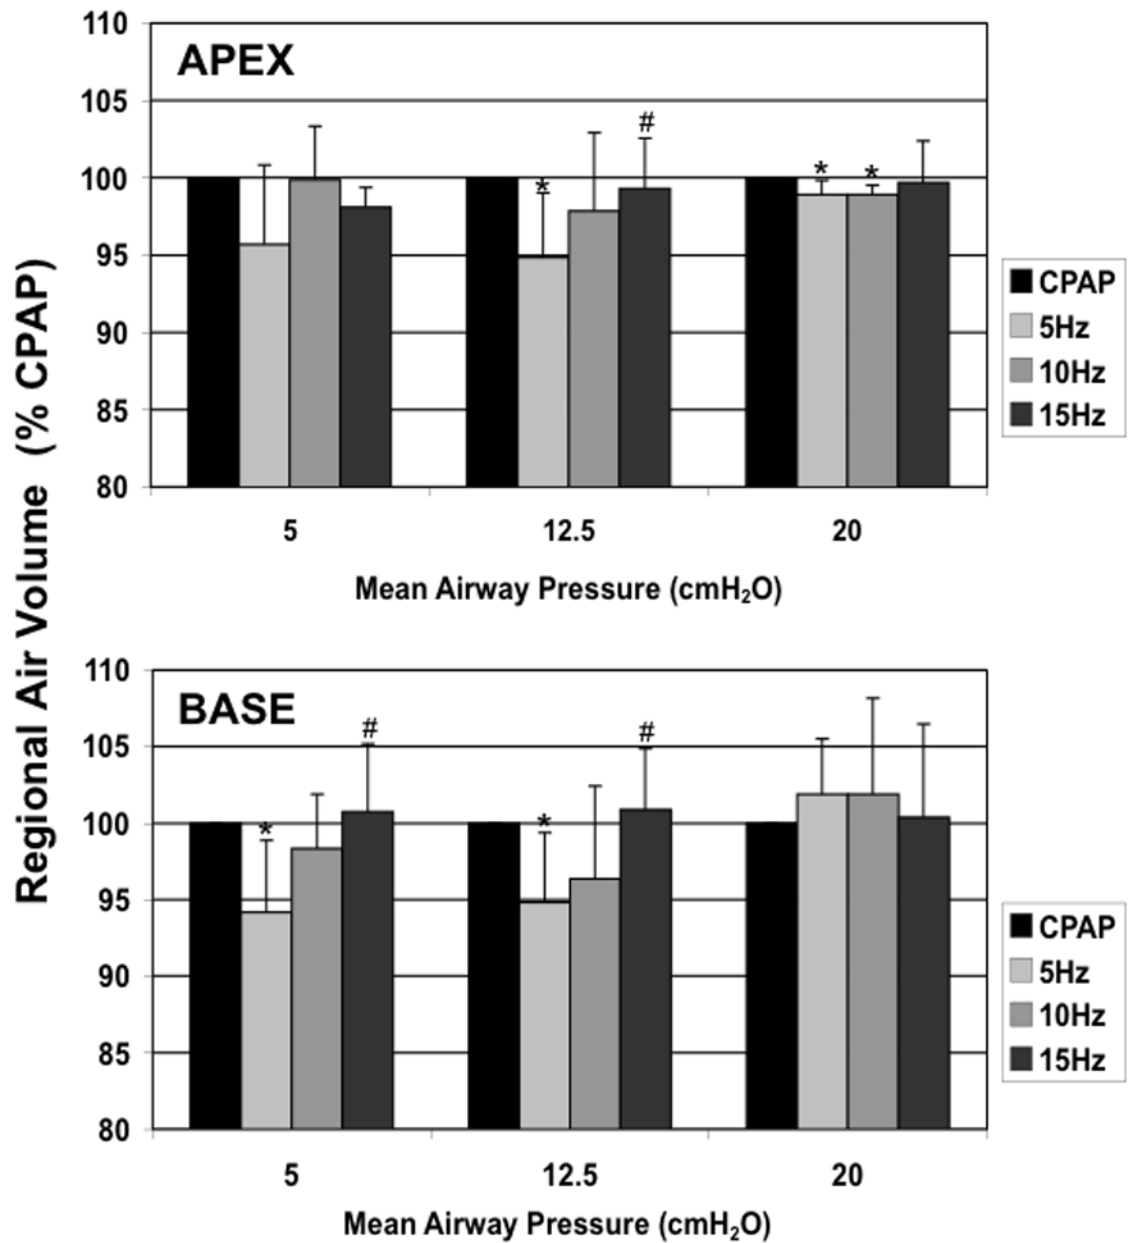 Regional Air Volume (% CPAP)
APEX
110
105
100
95
90
85
80
*
#
*
*
5
12.5
20
Mean Airway Pressure (cmH₂O)
CPAP
5Hz
10Hz
15Hz
BASE
110
105
100
95
90
85
80
*
#
*
#
5
12.5
20
Mean Airway Pressure (cmH₂O)
CPAP
5Hz
10Hz
15Hz